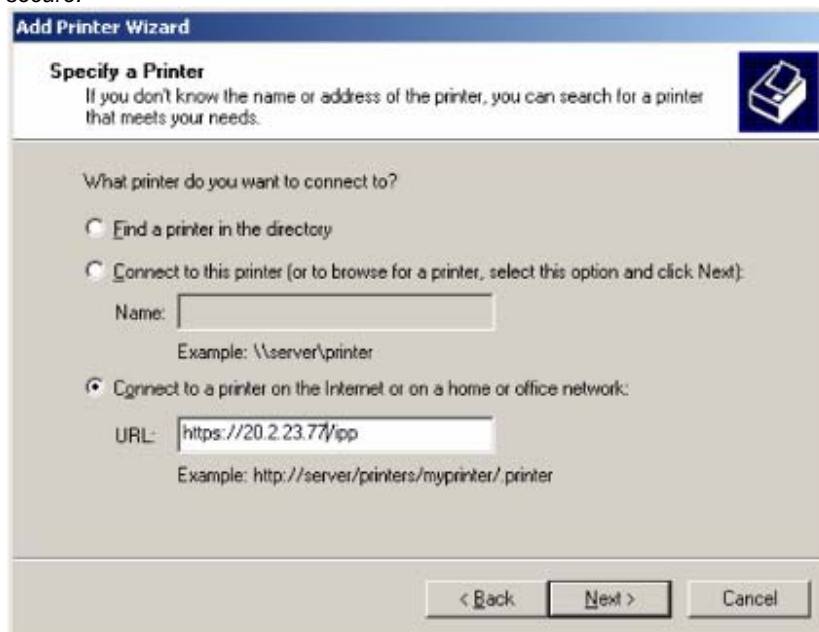 secure.
Add Printer Wizard
Specify a Printer
If you don't know the name or address of the printer, you can search for a printer
that meets your needs.
What printer do you want to connect to?
Find a printer in the directory
Connect to this printer (or to browse for a printer, select this option and click Next):
Name:
Example: \\server\printer
Connect to a printer on the Internet or on a home or office network:
URL: https://20.2.23.77/ipp
Example: http://server/printers/myprinter/.printer
< Back Next > Cancel